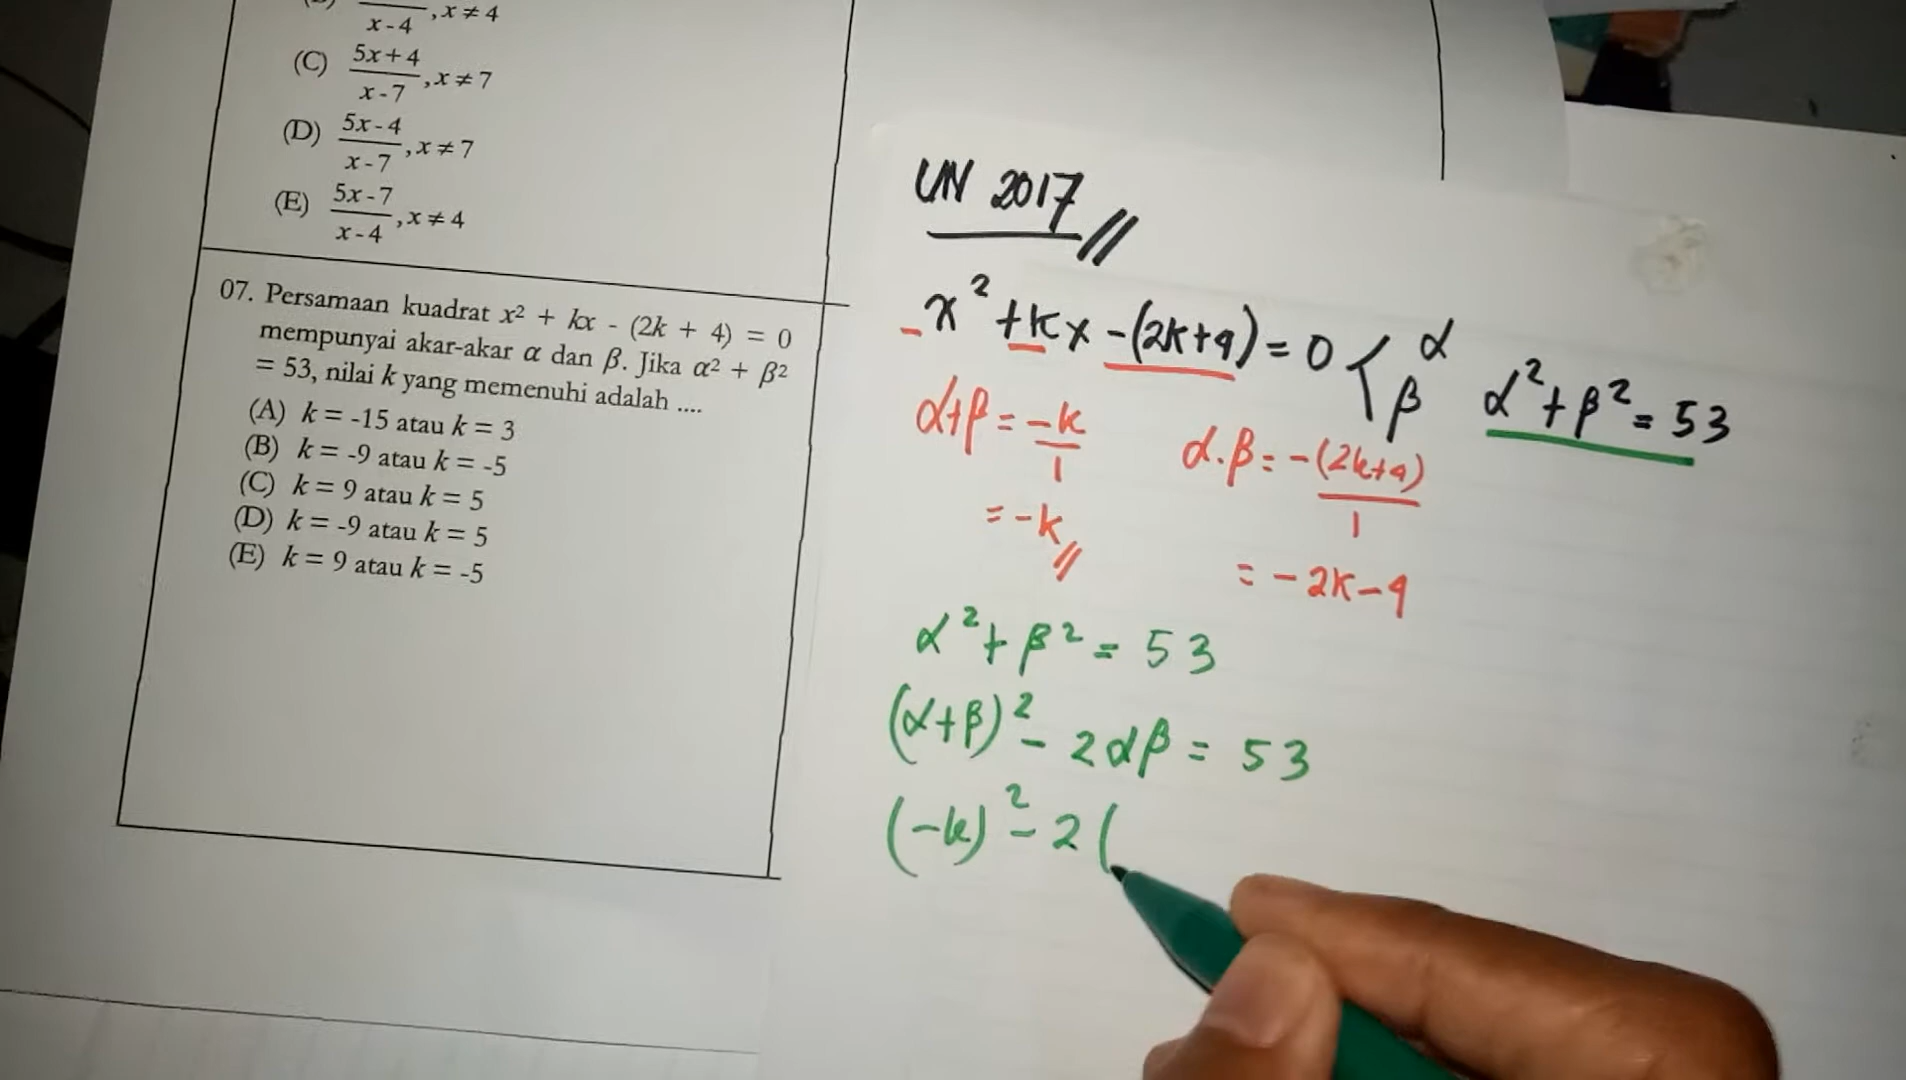 x - 4 , x ≠ 4
(C) 5x + 4 / x - 7 , x ≠ 7
(D) 5x - 4 / x - 7 , x ≠ 7
(E) 5x - 7 / x - 4 , x ≠ 4
07. Persamaan kuadrat x² + kx - (2k + 4) = 0
mempunyai akar-akar α dan β. Jika α² + β²
= 53, nilai k yang memenuhi adalah ....
(A) k = -15 atau k = 3
(B) k = -9 atau k = -5
(C) k = 9 atau k = 5
(D) k = -9 atau k = 5
(E) k = 9 atau k = -5
UN 2017
x² + kx - (2k+4) = 0 < α β
α² + β² = 53
α+β = -k / 1
= -k
α.β = -(2k+4) / 1
= -2k-4
α² + β² = 53
(α+β)² - 2αβ = 53
(-k)² - 2 (